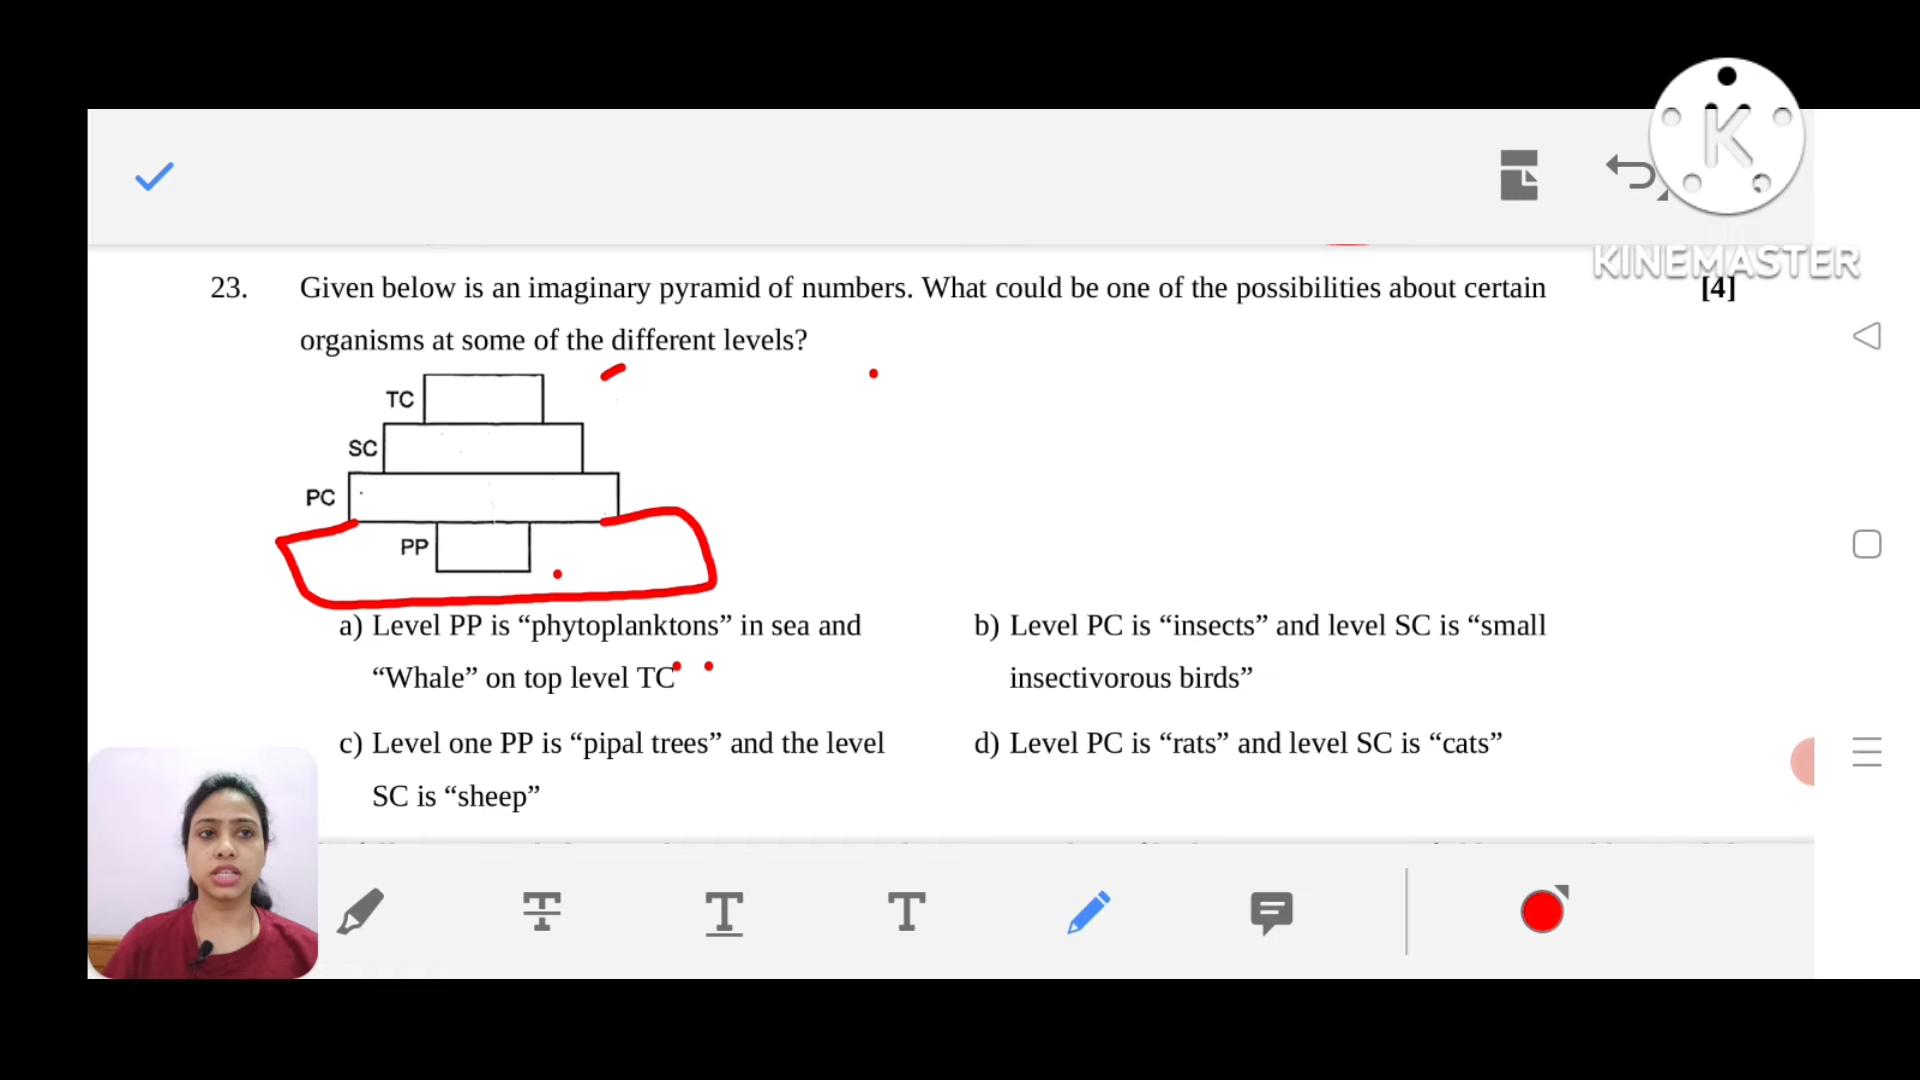 KINEMASTER
23. Given below is an imaginary pyramid of numbers. What could be one of the possibilities about certain [4]
organisms at some of the different levels?
TC
SC
PC
PP
a) Level PP is “phytoplanktons” in sea and
“Whale” on top level TC
b) Level PC is “insects” and level SC is “small
insectivorous birds”
c) Level one PP is “pipal trees” and the level
SC is “sheep”
d) Level PC is “rats” and level SC is “cats”